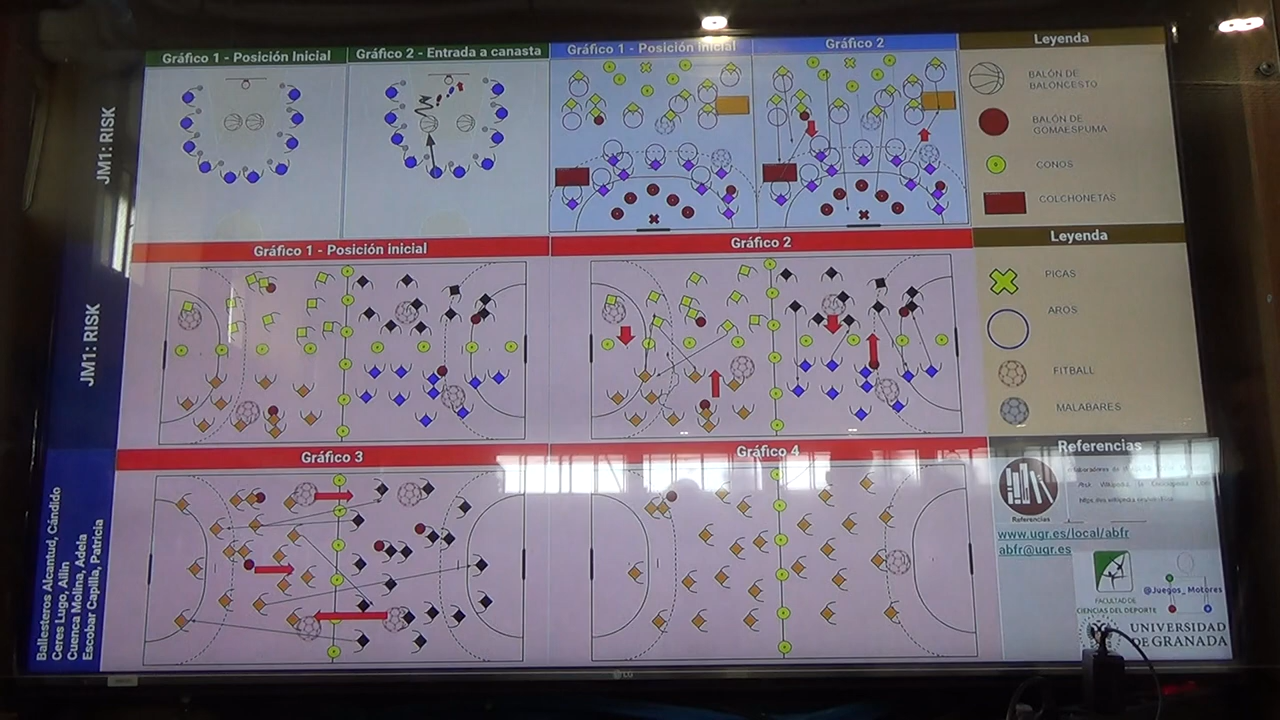 JM1: RISK
Gráfico 1 - Posición Inicial
Gráfico 2 - Entrada a canasta
Gráfico 1 - Posición inicial
Gráfico 2
Leyenda
BALÓN DE
BALONCESTO
BALÓN DE
GOMAESPUMA
CONOS
COLCHONETAS
JM1: RISK
Gráfico 1 - Posición inicial
Gráfico 2
Leyenda
PICAS
AROS
FITBALL
MALABARES
Ballesteros Alcantud, Cándido
Ceres Lugo, Ailín
Cuenca Molina, Adela
Escobar Capilla, Patricia
Gráfico 3
Gráfico 4
Referencias
Referencias
www.ugr.es/local/abfr
abfr@ugr.es
FACULTAD DE
CIENCIAS DEL DEPORTE
@Juegos_Motores
UNIVERSIDAD
DE GRANADA
LG